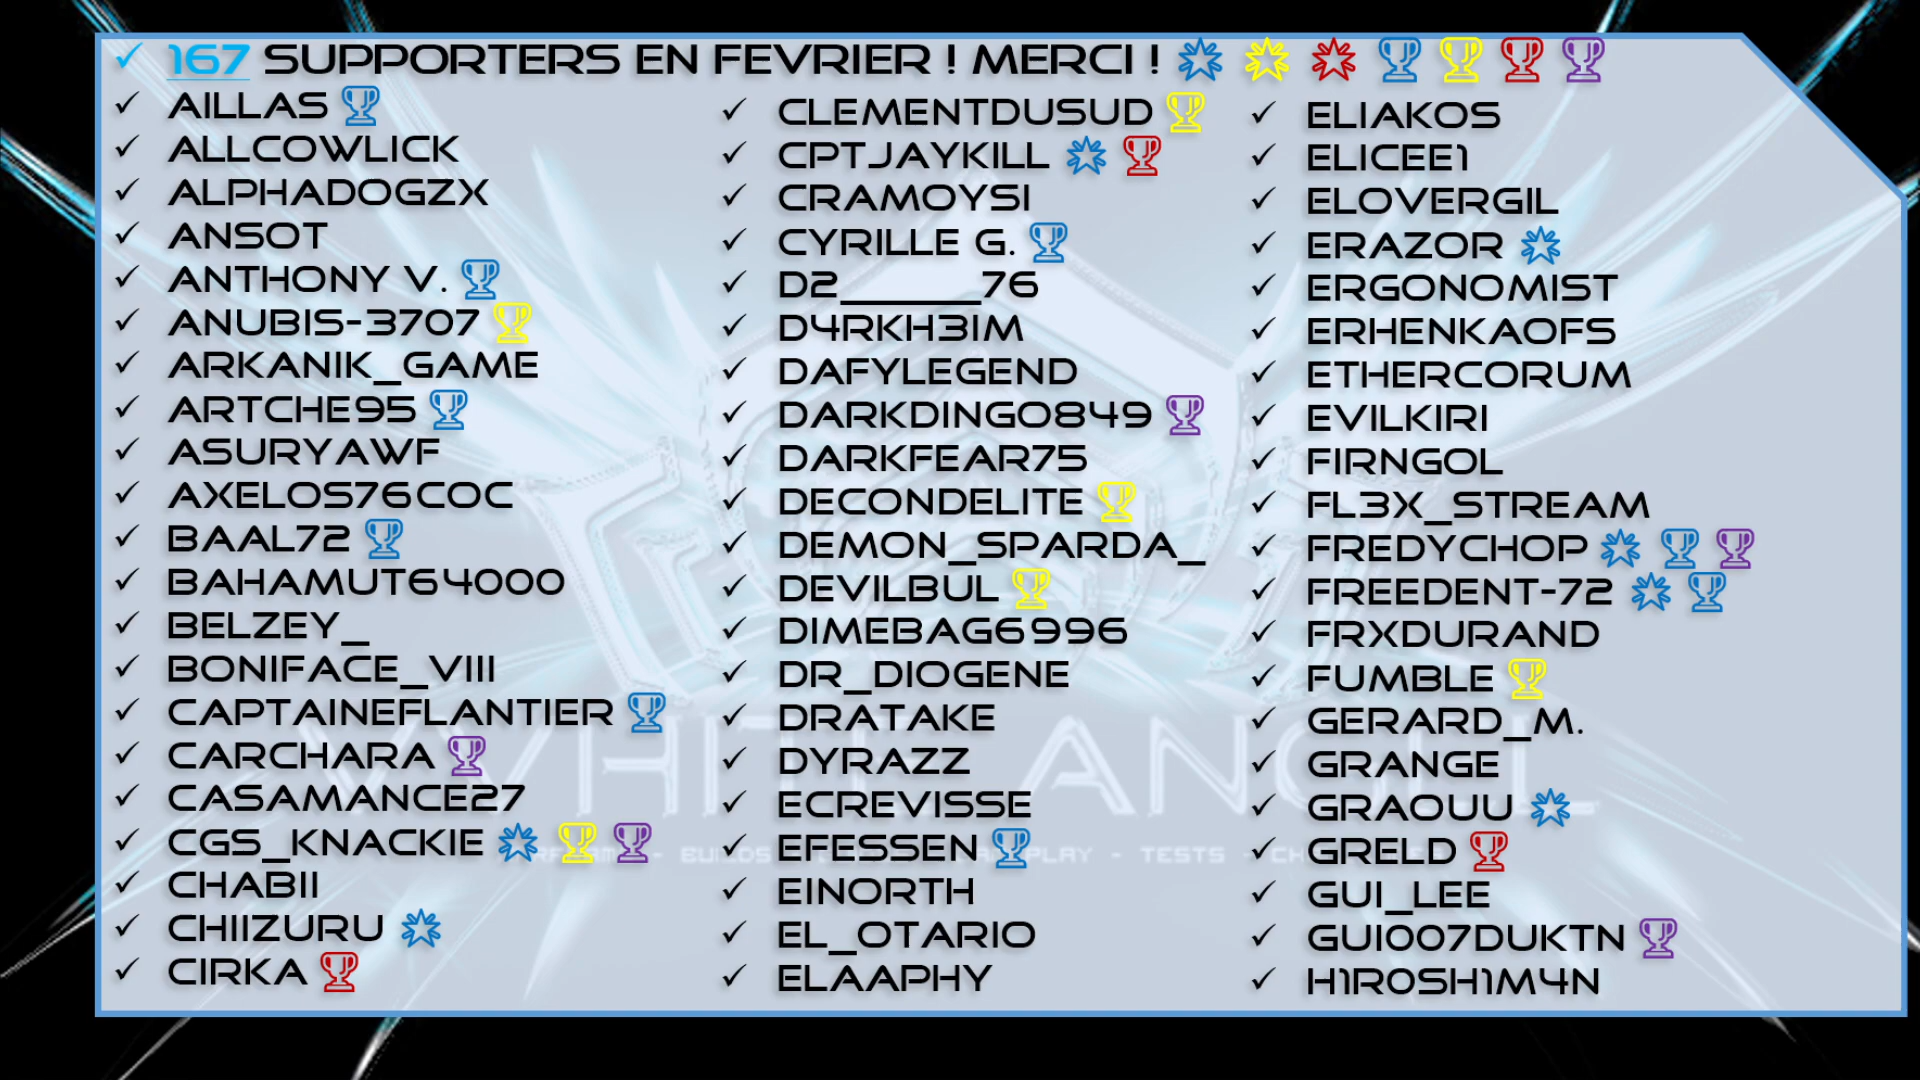 167 SUPPORTERS EN FEVRIER ! MERCI !
AILLAS
ALLCOWLICK
ALPHADOGZX
ANSOT
ANTHONY V.
ANUBIS-3707
ARKANIK_GAME
ARTCHE95
ASURYAWF
AXELOS76COC
BAAL72
BAHAMUT64000
BELZEY_
BONIFACE_VIII
CAPTAINEFLANTIER
CARCHARA
CASAMANCE27
CGS_KNACKIE
CHABII
CHIIZURU
CIRKA
CLEMENTDUSUD
CPTJAYKILL
CRAMOYSI
CYRILLE G.
D2______76
D4RKH3IM
DAFYLEGEND
DARKDINGO849
DARKFEAR75
DECONDELITE
DEMON_SPARDA_
DEVILBUL
DIMEBAG6996
DR_DIOGENE
DRATAKE
DYRAZZ
ECREVISSE
EFESSEN
EINORTH
EL_OTARIO
ELAAPHY
ELIAKOS
ELICEE1
ELOVERGIL
ERAZOR
ERGONOMIST
ERHENKAOFS
ETHERCORUM
EVILKIRI
FIRNGOL
FL3X_STREAM
FREDYCHOP
FREEDENT-72
FRXDURAND
FUMBLE
GERARD_M.
GRANGE
GRAOUU
GRELD
GUI_LEE
GUI007DUKTN
H1R0SH1M4N